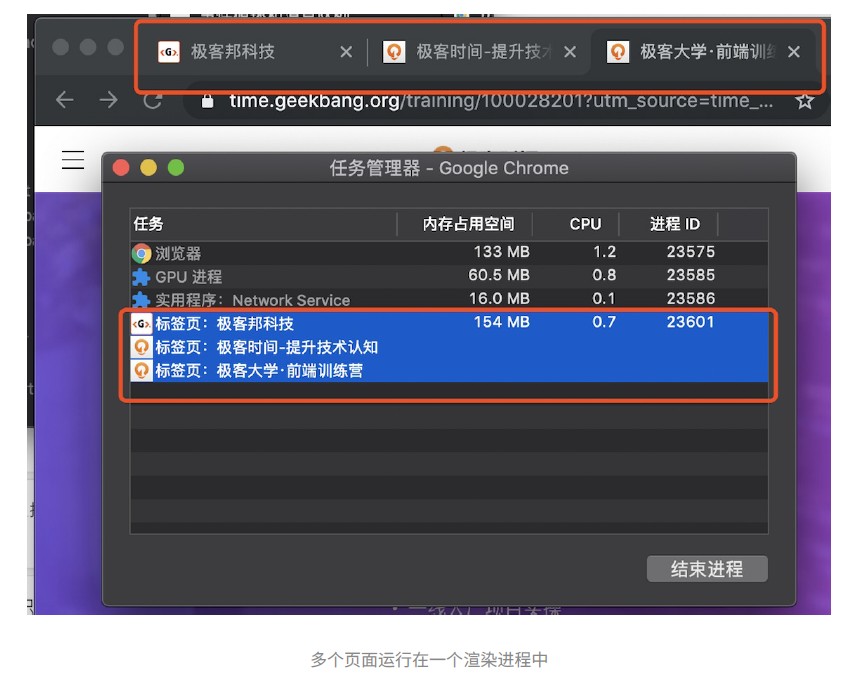 极客邦科技
极客时间-提升技
极客大学·前端训
time.geekbang.org/training/100028201?utm_source=time_...
任务管理器 - Google Chrome
任务 内存占用空间 CPU 进程 ID
浏览器 133 MB 1.2 23575
GPU 进程 60.5 MB 0.8 23585
实用程序：Network Service 16.0 MB 0.1 23586
<G> 标签页：极客邦科技 154 MB 0.7 23601
标签页：极客时间-提升技术认知
标签页：极客大学·前端训练营
结束进程
多个页面运行在一个渲染进程中